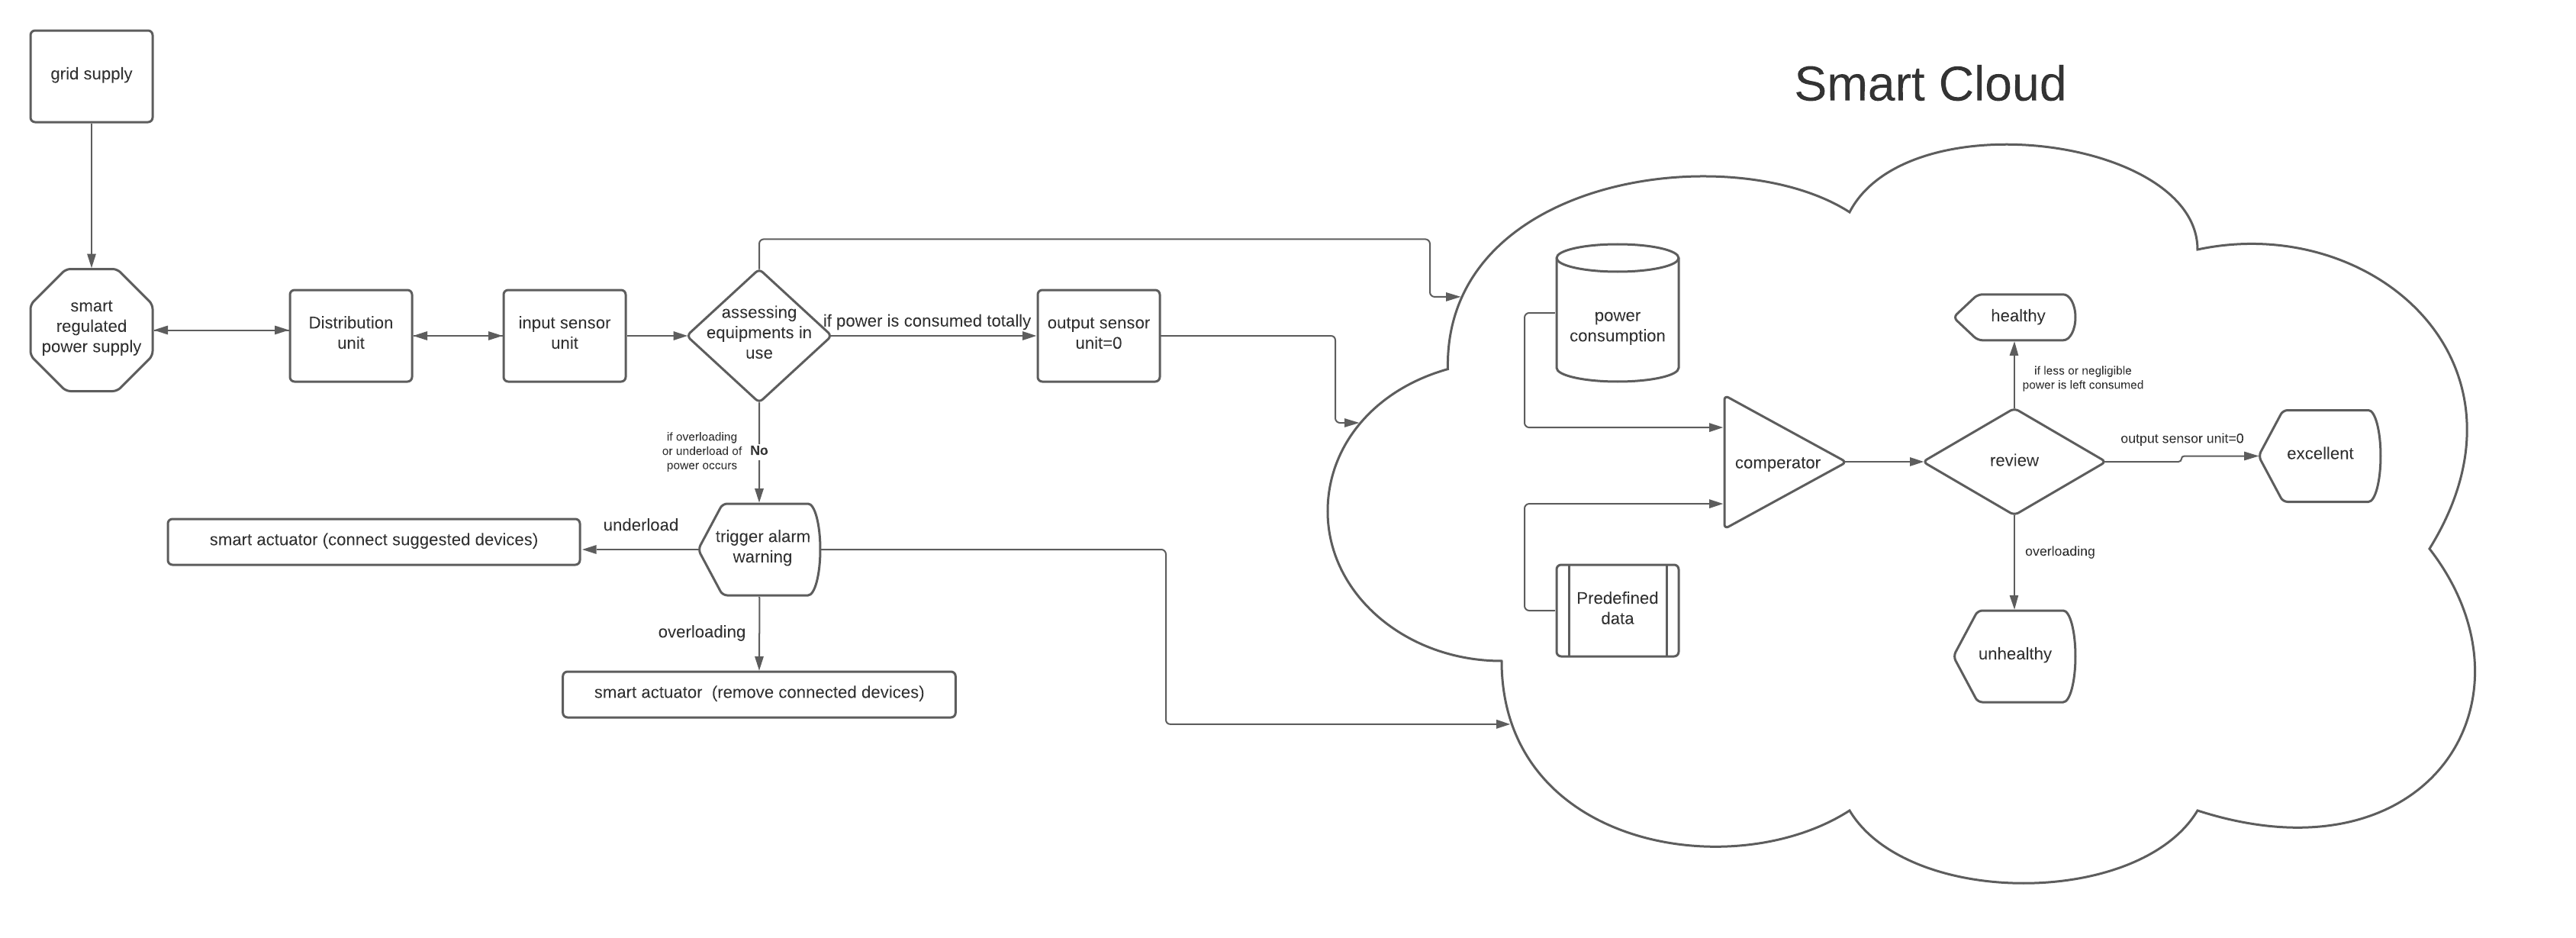 grid supply
Smart Cloud
smart
regulated
power supply
Distribution
unit
input sensor
unit
assessing
equipments in
use
if power is consumed totally
output sensor
unit=0
if overloading
or underload of
power occurs
No
trigger alarm
warning
underload
smart actuator (connect suggested devices)
overloading
smart actuator  (remove connected devices)
power
consumption
Predefined
data
comperator
review
healthy
if less or negligible
power is left consumed
output sensor unit=0
excellent
overloading
unhealthy